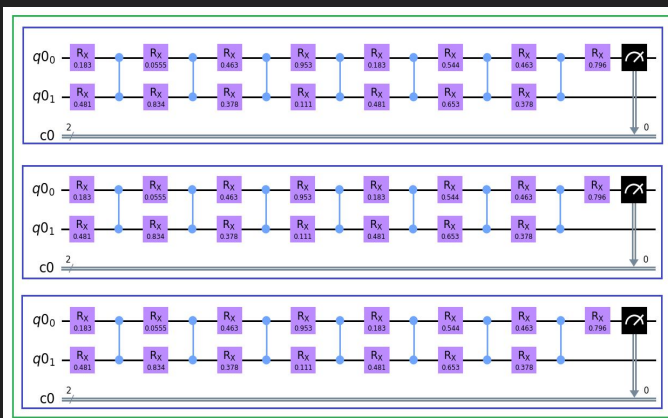 RX RX RX RX RX RX RX RX
q0₀ 0.183 0.0555 0.463 0.953 0.183 0.544 0.463 0.796
RX RX RX RX RX RX RX
q0₁ 0.481 0.834 0.378 0.111 0.481 0.653 0.378
c0 2 0
RX RX RX RX RX RX RX RX
q0₀ 0.183 0.0555 0.463 0.953 0.183 0.544 0.463 0.796
RX RX RX RX RX RX RX
q0₁ 0.481 0.834 0.378 0.111 0.481 0.653 0.378
c0 2 0
RX RX RX RX RX RX RX RX
q0₀ 0.183 0.0555 0.463 0.953 0.183 0.544 0.463 0.796
RX RX RX RX RX RX RX
q0₁ 0.481 0.834 0.378 0.111 0.481 0.653 0.378
c0 2 0